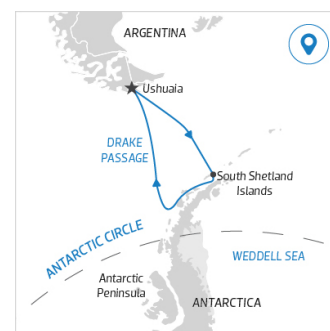 ARGENTINA
Ushuaia
DRAKE
PASSAGE
South Shetland
Islands
ANTARCTIC CIRCLE
WEDDELL SEA
Antarctic
Peninsula
ANTARCTICA